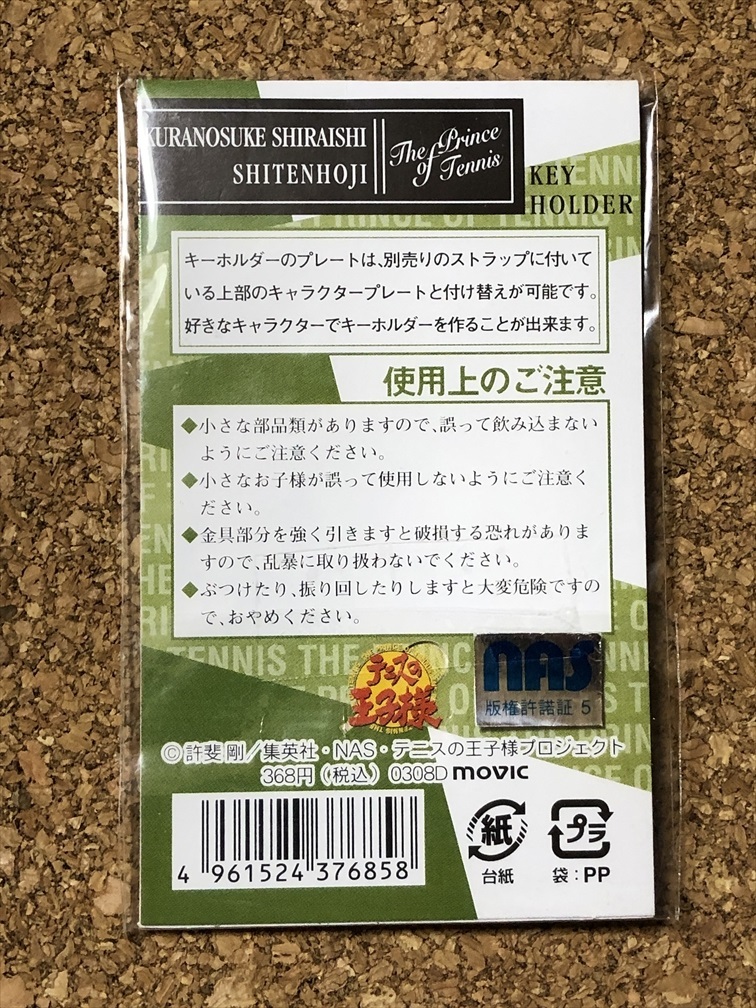 KURANOSUKE SHIRAISHI
SHITENHOJI
The Prince
of Tennis
KEY
HOLDER
キーホルダーのプレートは、別売りのストラップに付いて
いる上部のキャラクタープレートと付け替えが可能です。
好きなキャラクターでキーホルダーを作ることが出来ます。
使用上のご注意
◆小さな部品類がありますので、誤って飲み込まない
ようにご注意ください。
◆小さなお子様が誤って使用しないようにご注意く
ださい。
◆金具部分を強く引きますと破損する恐れがありま
すので、乱暴に取り扱わないでください。
◆ぶつけたり、振り回したりしますと大変危険ですの
で、おやめください。
テニスの
王子様
nas
版権許諾証 5
©許斐 剛／集英社・NAS・テニスの王子様プロジェクト
368円（税込）0308D movic
4 961524 376858
紙
台紙
プラ
袋：PP